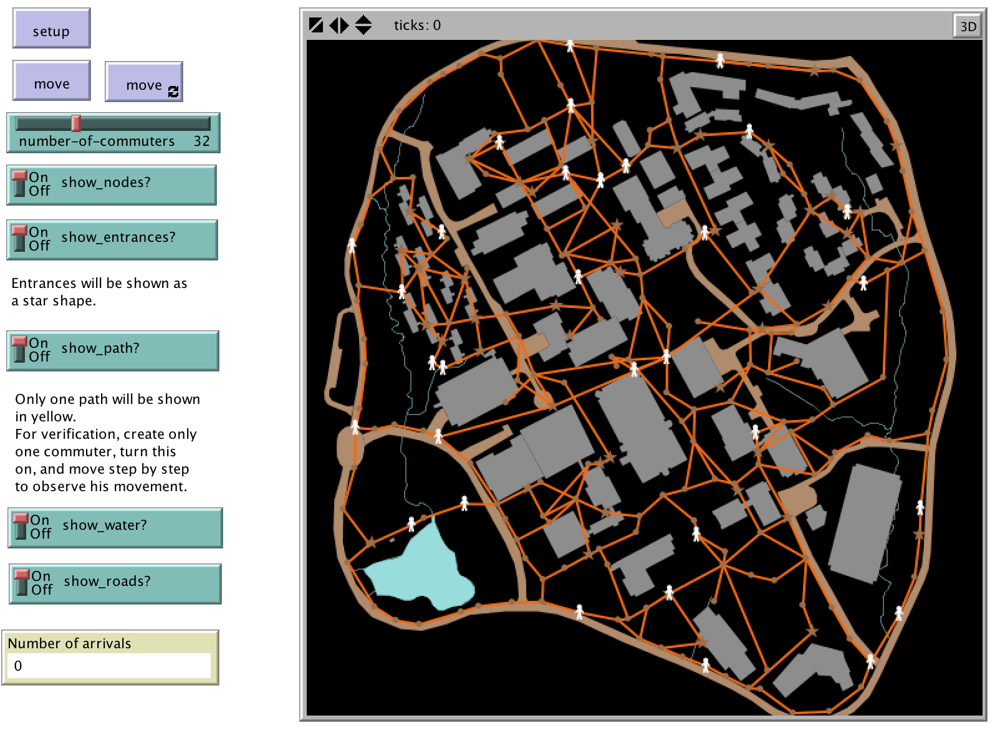 setup
ticks: 0
3D
move
move
number-of-commuters 32
On
Off
show_nodes?
On
Off
show_entrances?
Entrances will be shown as
a star shape.
On
Off
show_path?
Only one path will be shown
in yellow.
For verification, create only
one commuter, turn this
on, and move step by step
to observe his movement.
On
Off
show_water?
On
Off
show_roads?
Number of arrivals
0